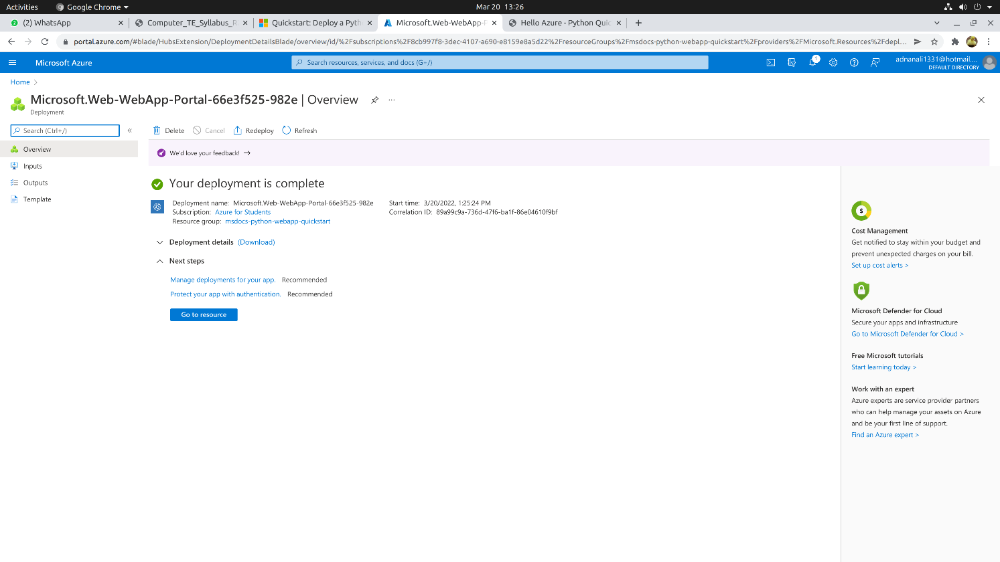 Activities
Google Chrome
Mar 20 13:26
(2) WhatsApp
Computer_TE_Syllabus_R
Quickstart: Deploy a Pyth
Microsoft.Web-WebApp-P
Hello Azure - Python Quic
portal.azure.com/#blade/HubsExtension/DeploymentDetailsBlade/overview/id/%2Fsubscriptions%2F8cb997f8-3dec-4107-a690-e8159e8a5d22%2FresourceGroups%2Fmsdocs-python-webapp-quickstart%2Fproviders%2FMicrosoft.Resources%2Fdepl...
Microsoft Azure
Search resources, services, and docs (G+/)
1
adnanali1331@hotmail....
DEFAULT DIRECTORY
Home
Microsoft.Web-WebApp-Portal-66e3f525-982e | Overview
Deployment
Search (Ctrl+/)
Delete
Cancel
Redeploy
Refresh
Overview
Inputs
Outputs
Template
We'd love your feedback!
Your deployment is complete
Deployment name: Microsoft.Web-WebApp-Portal-66e3f525-982e
Subscription: Azure for Students
Resource group: msdocs-python-webapp-quickstart
Start time: 3/20/2022, 1:25:24 PM
Correlation ID: 89a99c9a-736d-47f6-ba1f-86e04610f9bf
Deployment details (Download)
Next steps
Manage deployments for your app. Recommended
Protect your app with authentication. Recommended
Go to resource
$
Cost Management
Get notified to stay within your budget and
prevent unexpected charges on your bill.
Set up cost alerts >
Microsoft Defender for Cloud
Secure your apps and infrastructure
Go to Microsoft Defender for Cloud >
Free Microsoft tutorials
Start learning today >
Work with an expert
Azure experts are service provider partners
who can help manage your assets on Azure
and be your first line of support.
Find an Azure expert >